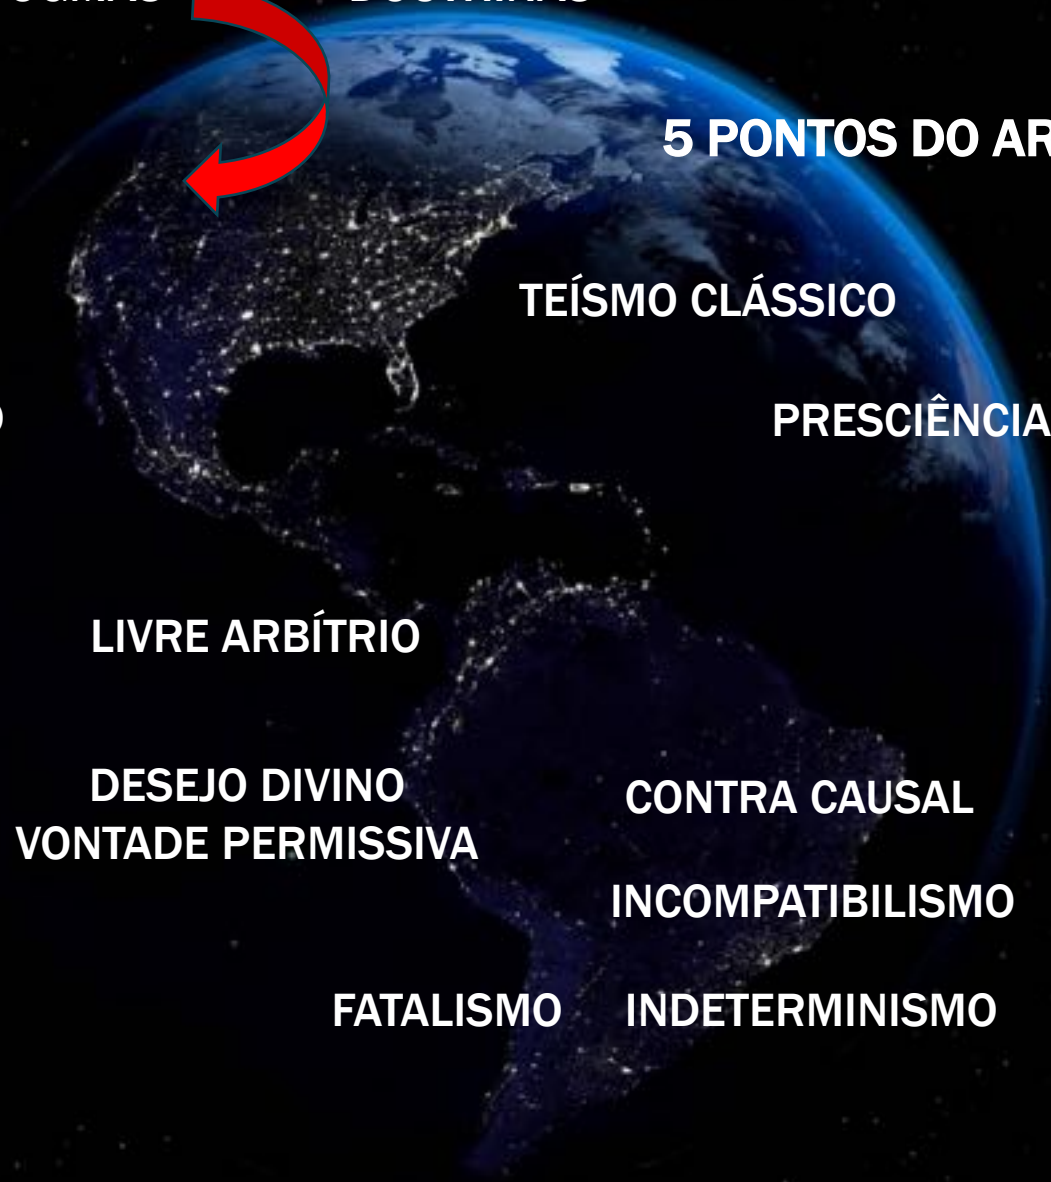 5 PONTOS DO AR
TEÍSMO CLÁSSICO
PRESCIÊNCIA
LIVRE ARBÍTRIO
DESEJO DIVINO
VONTADE PERMISSIVA
CONTRA CAUSAL
INCOMPATIBILISMO
FATALISMO INDETERMINISMO